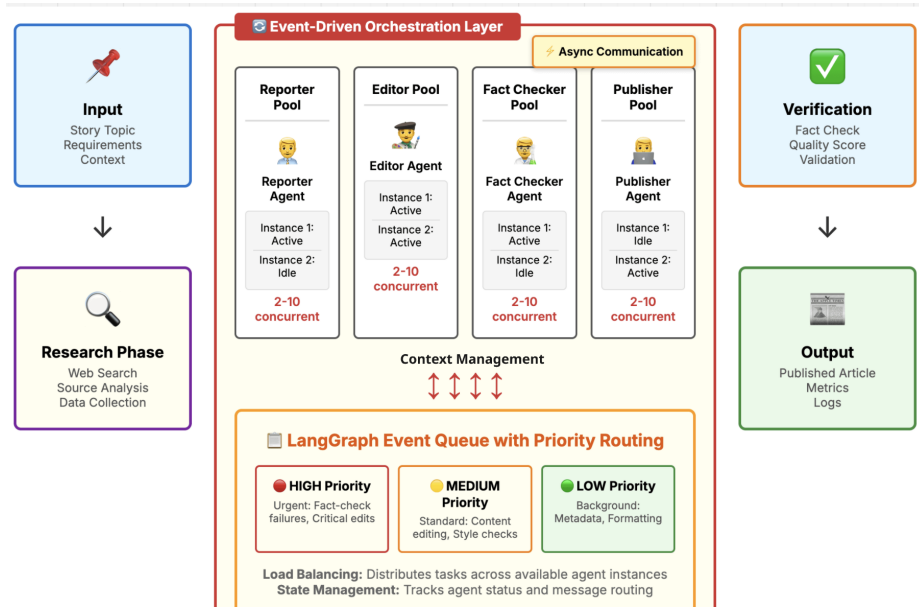 Input
Story Topic
Requirements
Context
Research Phase
Web Search
Source Analysis
Data Collection
Event-Driven Orchestration Layer
Async Communication
Reporter
Pool
Reporter
Agent
Instance 1:
Active
Instance 2:
Idle
2-10
concurrent
Editor Pool
Editor Agent
Instance 1:
Active
Instance 2:
Active
2-10
concurrent
Fact Checker
Pool
Fact Checker
Agent
Instance 1:
Active
Instance 2:
Idle
2-10
concurrent
Publisher
Pool
Publisher
Agent
Instance 1:
Idle
Instance 2:
Active
2-10
concurrent
Context Management
LangGraph Event Queue with Priority Routing
HIGH Priority
Urgent: Fact-check
failures, Critical edits
MEDIUM
Priority
Standard: Content
editing, Style checks
LOW Priority
Background:
Metadata, Formatting
Load Balancing: Distributes tasks across available agent instances
State Management: Tracks agent status and message routing
Verification
Fact Check
Quality Score
Validation
Output
Published Article
Metrics
Logs